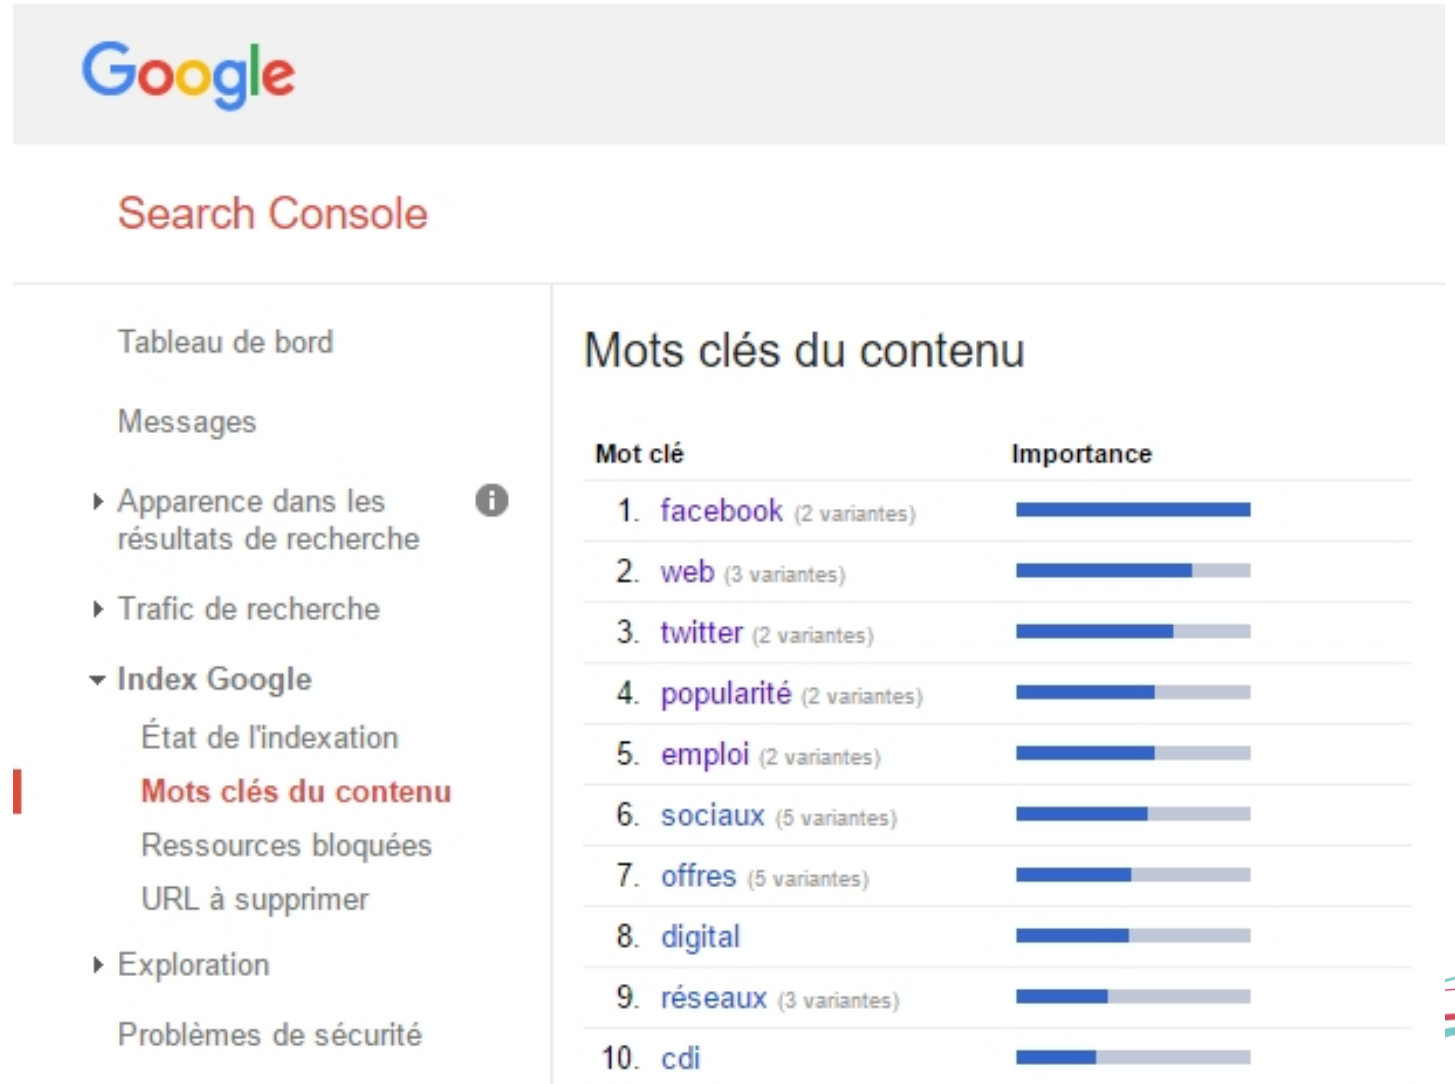 Google
Search Console
Tableau de bord
Messages
Apparence dans les
résultats de recherche
Trafic de recherche
Index Google
État de l'indexation
Mots clés du contenu
Ressources bloquées
URL à supprimer
Exploration
Problèmes de sécurité
Mots clés du contenu
Mot clé Importance
1. facebook (2 variantes)
2. web (3 variantes)
3. twitter (2 variantes)
4. popularité (2 variantes)
5. emploi (2 variantes)
6. sociaux (5 variantes)
7. offres (5 variantes)
8. digital
9. réseaux (3 variantes)
10. cdi